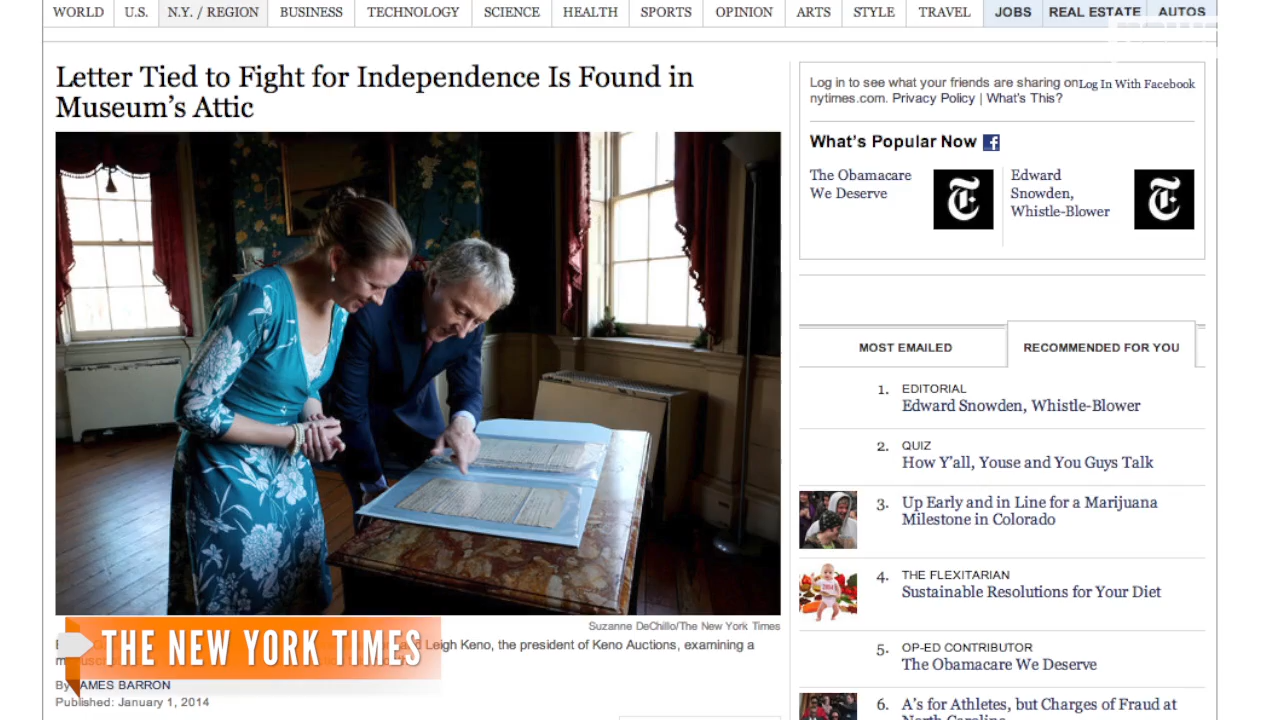 WORLD U.S. N.Y. / REGION BUSINESS TECHNOLOGY SCIENCE HEALTH SPORTS OPINION ARTS STYLE TRAVEL JOBS REAL ESTATE AUTOS
Letter Tied to Fight for Independence Is Found in
Museum's Attic
Suzanne DeChillo/The New York Times
Leigh Keno, the president of Keno Auctions, examining a
THE NEW YORK TIMES
By JAMES BARRON
Published: January 1, 2014
Log in to see what your friends are sharing on
nytimes.com. Privacy Policy | What's This?
Log In With Facebook
What's Popular Now
The Obamacare
We Deserve
Edward
Snowden,
Whistle-Blower
MOST EMAILED
RECOMMENDED FOR YOU
1. EDITORIAL
Edward Snowden, Whistle-Blower
2. QUIZ
How Y'all, Youse and You Guys Talk
3. Up Early and in Line for a Marijuana
Milestone in Colorado
4. THE FLEXITARIAN
Sustainable Resolutions for Your Diet
5. OP-ED CONTRIBUTOR
The Obamacare We Deserve
6. A's for Athletes, but Charges of Fraud at
North Carolina